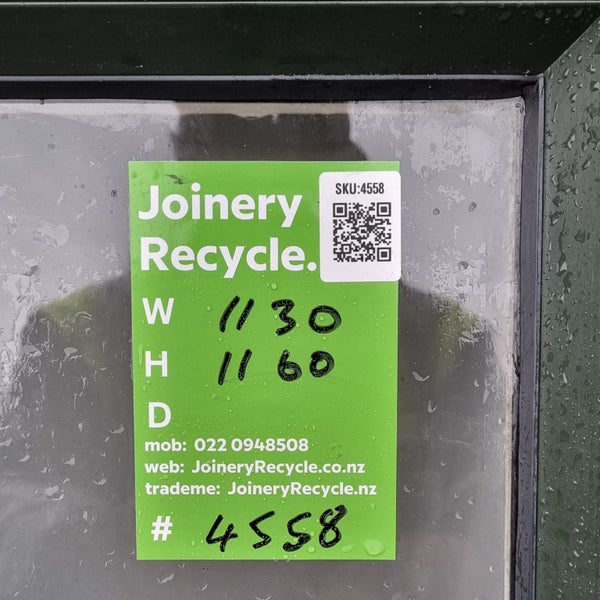 Joinery
Recycle.
SKU:4558
W 1130
H 1160
D
mob: 022 0948508
web: JoineryRecycle.co.nz
trademe: JoineryRecycle.nz
# 4558